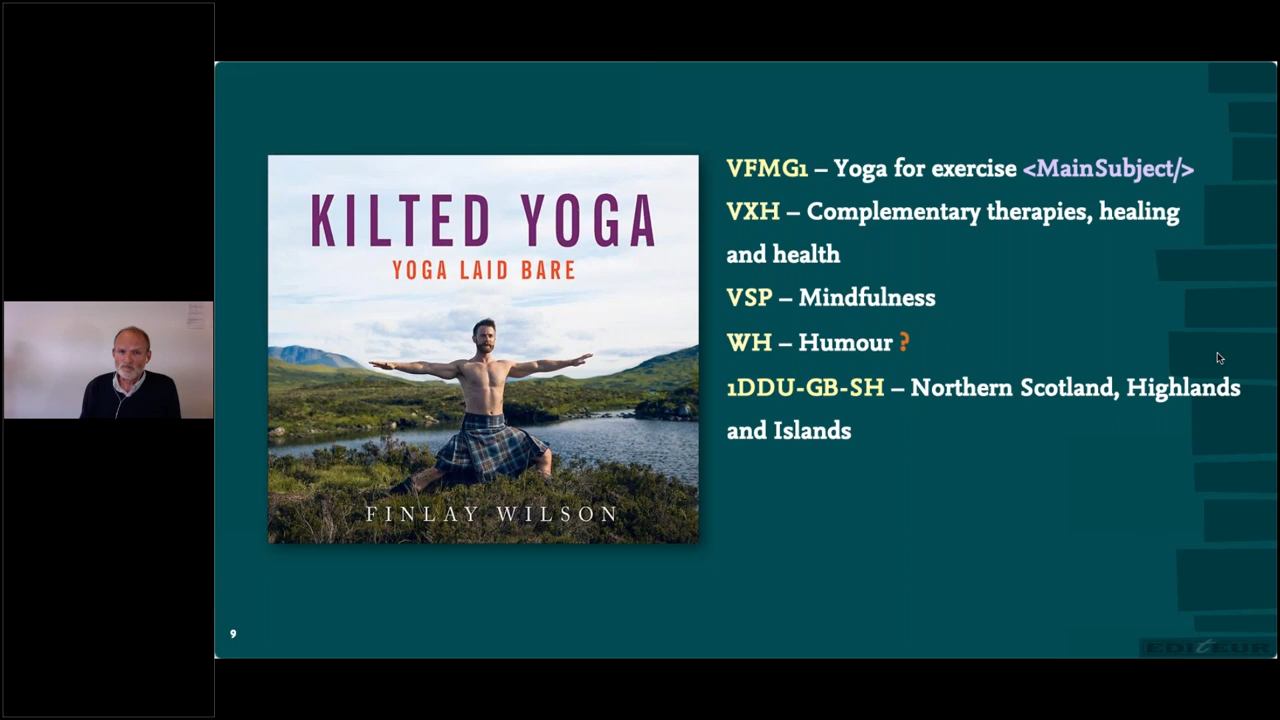 KILTED YOGA
YOGA LAID BARE
FINLAY WILSON
VFMG1 – Yoga for exercise <MainSubject/>
VXH – Complementary therapies, healing
and health
VSP – Mindfulness
WH – Humour ?
1DDU-GB-SH – Northern Scotland, Highlands
and Islands
9
EDItEUR